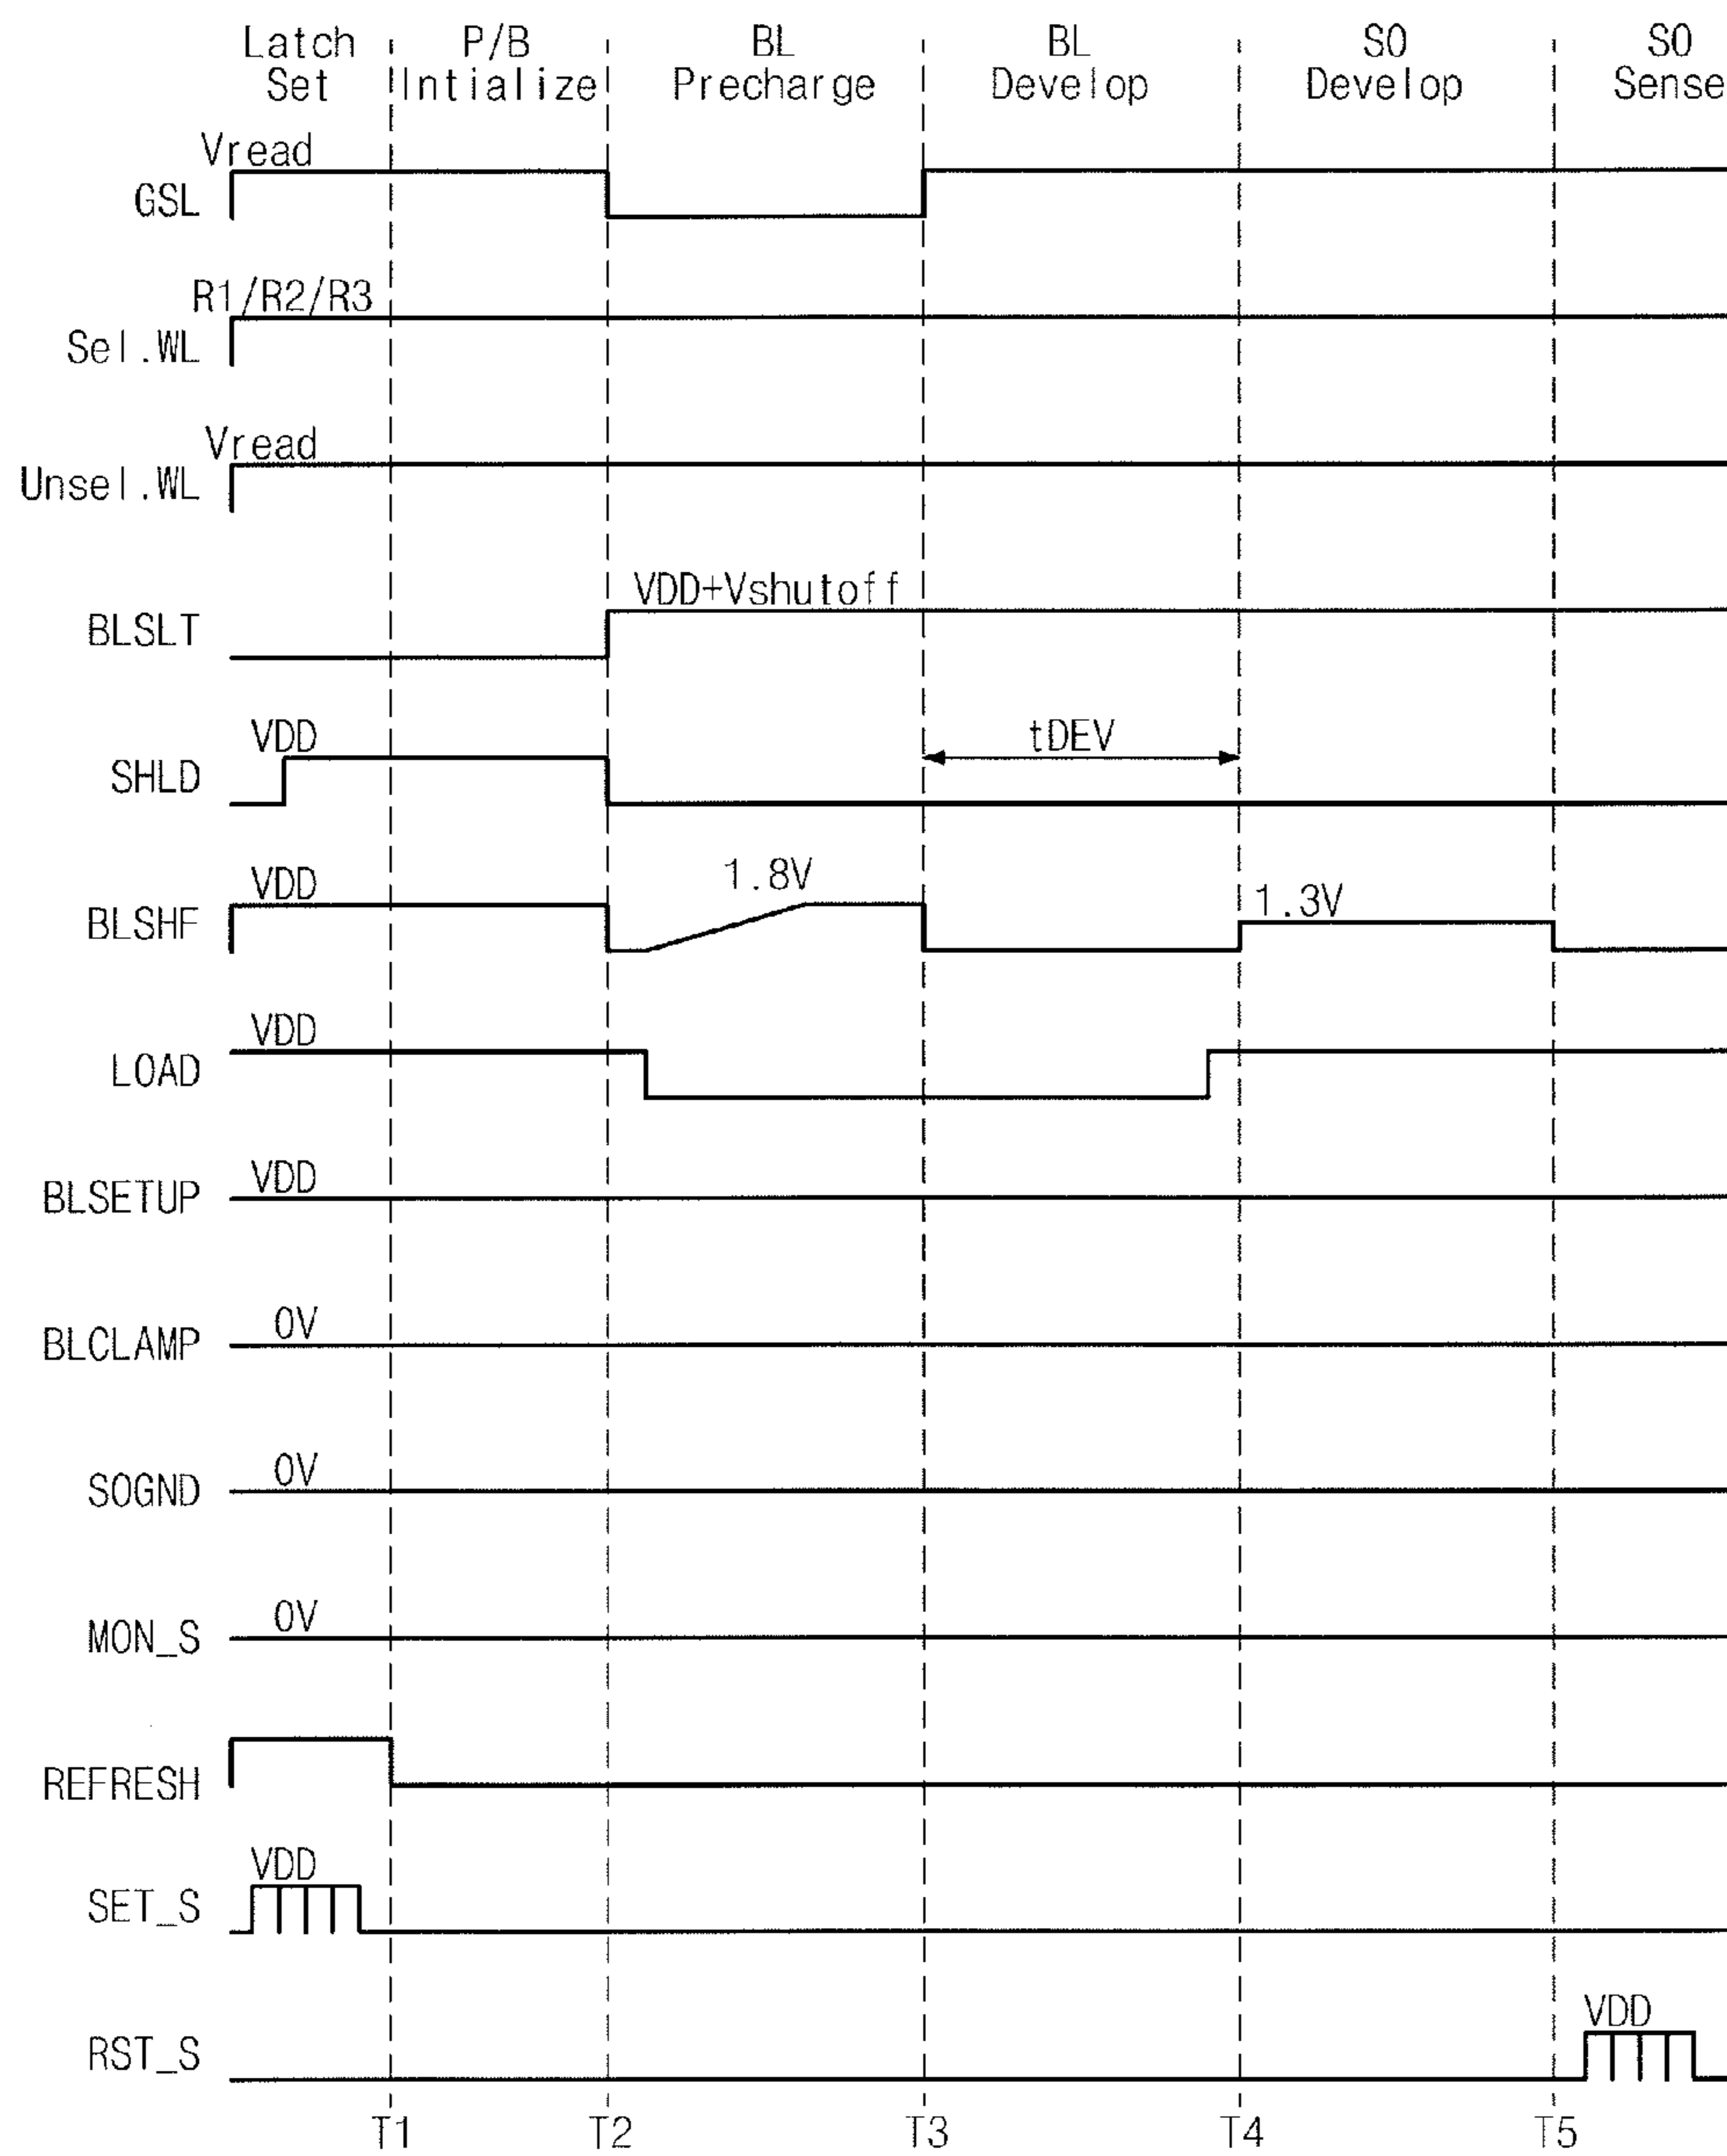 Latch Set
P/B Intialize
BL Precharge
BL Develop
SO Develop
SO Sense
Vread
GSL
R1/R2/R3
Sel.WL
Vread
Unsel.WL
VDD+Vshutoff
BLSLT
VDD
tDEV
SHLD
VDD
1.8V
1.3V
BLSHF
VDD
LOAD
VDD
BLSETUP
0V
BLCLAMP
0V
SOGND
0V
MON_S
REFRESH
VDD
SET_S
VDD
RST_S
T1 T2 T3 T4 T5